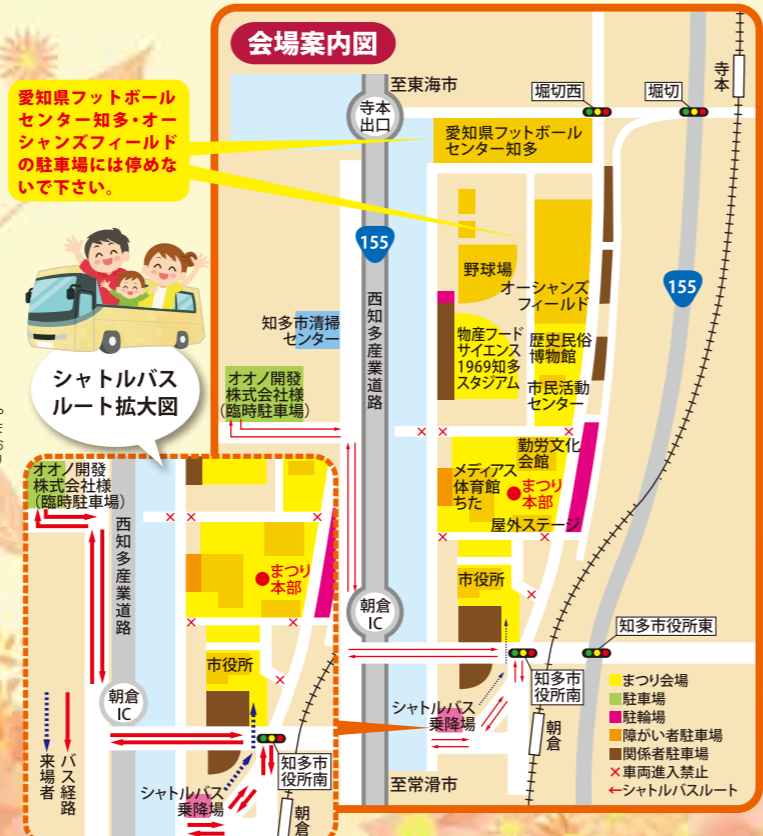 会場案内図
愛知県フットボール
センター知多・オー
シャンズフィールド
の駐車場には停めな
いで下さい。
至東海市
寺本
出口
堀切西
堀切
寺本
愛知県フットボール
センター知多
155
155
野球場
オーシャンズ
フィールド
西知多産業道路
知多市清掃
センター
物産フード
サイエンス
1969知多
スタジアム
歴史民俗
博物館
市民活動
センター
オオノ開發
株式会社様
(臨時駐車場)
勤労文化
会館
メディアス
体育館
ちた
まつり
本部
屋外ステージ
市役所
朝倉
IC
知多市役所東
知多市
役所南
シャトルバス
乗降場
朝倉
至常滑市
まつり会場
駐車場
駐輪場
障がい者駐車場
関係者駐車場
×車両進入禁止
←シャトルバスルート
シャトルバス
ルート拡大図
オオノ開發
株式会社様
(臨時駐車場)
西知多産業道路
まつり
本部
市役所
朝倉
IC
知多市
役所南
シャトルバス
乗降場
朝倉
バス経路
来場者